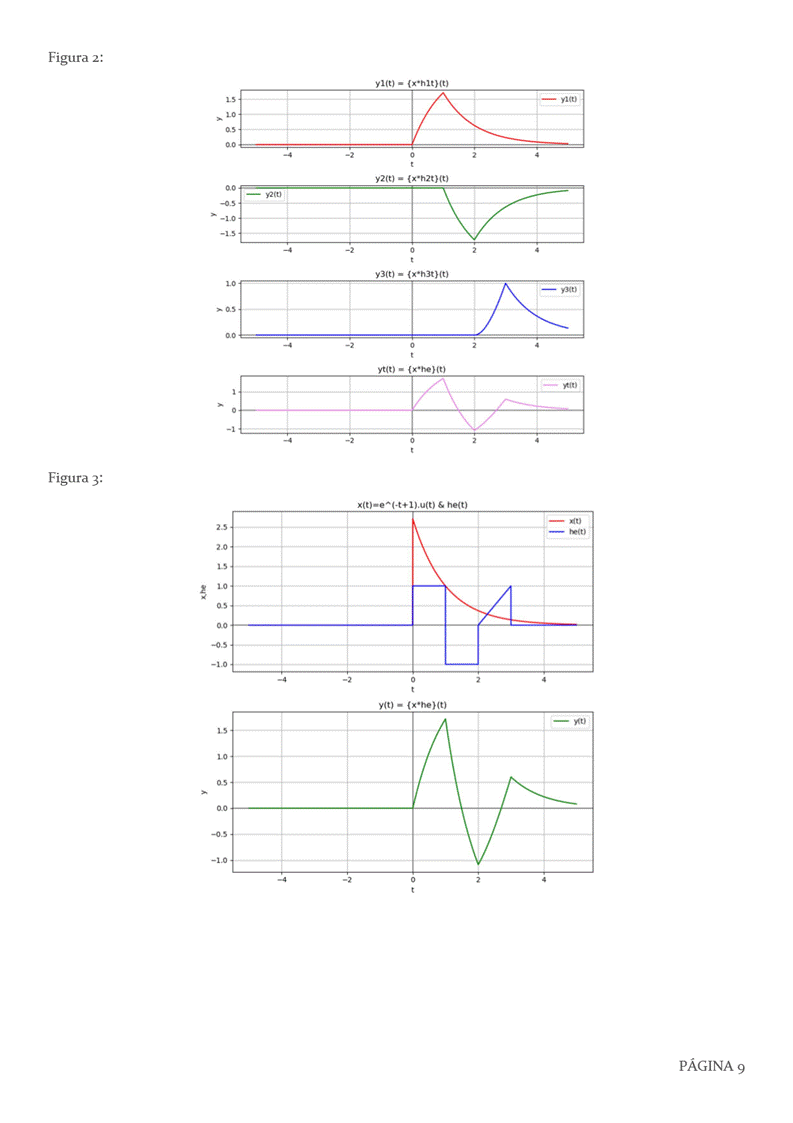 Figura 2:
y1(t) = {x*h1t}(t)
y1(t)
y
1.5
1.0
0.5
0.0
−4 −2 0 2 4
t
y2(t) = {x*h2t}(t)
y2(t)
y
0.0
−0.5
−1.0
−1.5
−4 −2 0 2 4
t
y3(t) = {x*h3t}(t)
y3(t)
y
1.0
0.5
0.0
−4 −2 0 2 4
t
yt(t) = {x*he}(t)
yt(t)
y
1
0
−1
−4 −2 0 2 4
t
Figura 3:
x(t)=e^(-t+1).u(t) & he(t)
x(t)
he(t)
x,he
2.5
2.0
1.5
1.0
0.5
0.0
−0.5
−1.0
−4 −2 0 2 4
t
y(t) = {x*he}(t)
y(t)
y
1.5
1.0
0.5
0.0
−0.5
−1.0
−4 −2 0 2 4
t
PÁGINA 9